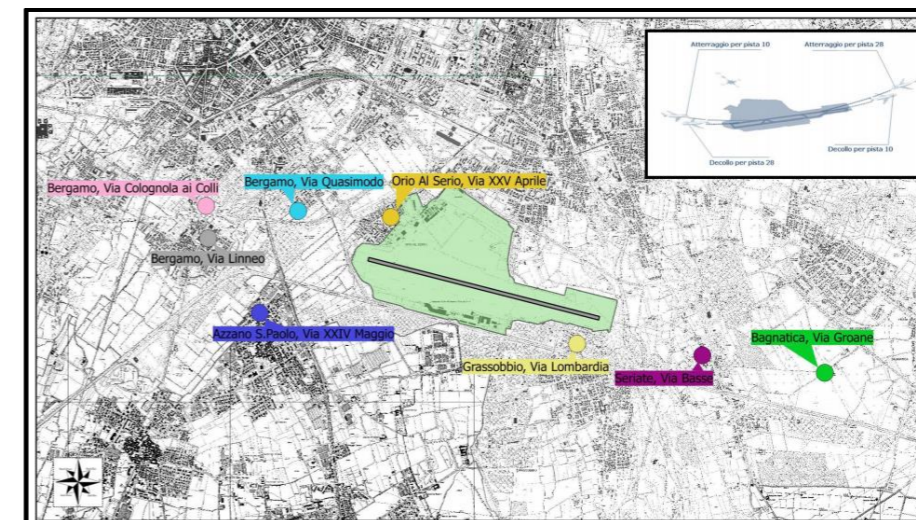 Atterraggio per pista 10
Atterraggio per pista 28
Decollo per pista 10
Decollo per pista 28
Bergamo, Via Colognola ai Colli
Bergamo, Via Quasimodo
Orio Al Serio, Via XXV Aprile
Bergamo, Via Linneo
Azzano S.Paolo, Via XXIV Maggio
Grassobbio, Via Lombardia
Seriate, Via Basse
Bagnatica, Via Groane